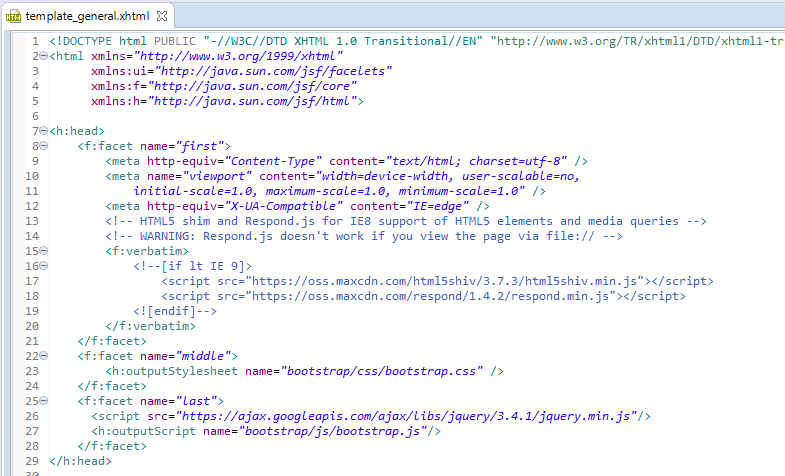 template_general.xhtml
1 <!DOCTYPE html PUBLIC "-//W3C//DTD XHTML 1.0 Transitional//EN" "http://www.w3.org/TR/xhtml1/DTD/xhtml1-tr
2 <html xmlns="http://www.w3.org/1999/xhtml"
3 xmlns:ui="http://java.sun.com/jsf/facelets"
4 xmlns:f="http://java.sun.com/jsf/core"
5 xmlns:h="http://java.sun.com/jsf/html">
6
7 <h:head>
8 <f:facet name="first">
9 <meta http-equiv="Content-Type" content="text/html; charset=utf-8" />
10 <meta name="viewport" content="width=device-width, user-scalable=no,
11 initial-scale=1.0, maximum-scale=1.0, minimum-scale=1.0" />
12 <meta http-equiv="X-UA-Compatible" content="IE=edge" />
13 <!-- HTML5 shim and Respond.js for IE8 support of HTML5 elements and media queries -->
14 <!-- WARNING: Respond.js doesn't work if you view the page via file:// -->
15 <f:verbatim>
16 <!--[if lt IE 9]>
17 <script src="https://oss.maxcdn.com/html5shiv/3.7.3/html5shiv.min.js"></script>
18 <script src="https://oss.maxcdn.com/respond/1.4.2/respond.min.js"></script>
19 <![endif]-->
20 </f:verbatim>
21 </f:facet>
22 <f:facet name="middle">
23 <h:outputStylesheet name="bootstrap/css/bootstrap.css" />
24 </f:facet>
25 <f:facet name="last">
26 <script src="https://ajax.googleapis.com/ajax/libs/jquery/3.4.1/jquery.min.js"/>
27 <h:outputScript name="bootstrap/js/bootstrap.js"/>
28 </f:facet>
29 </h:head>